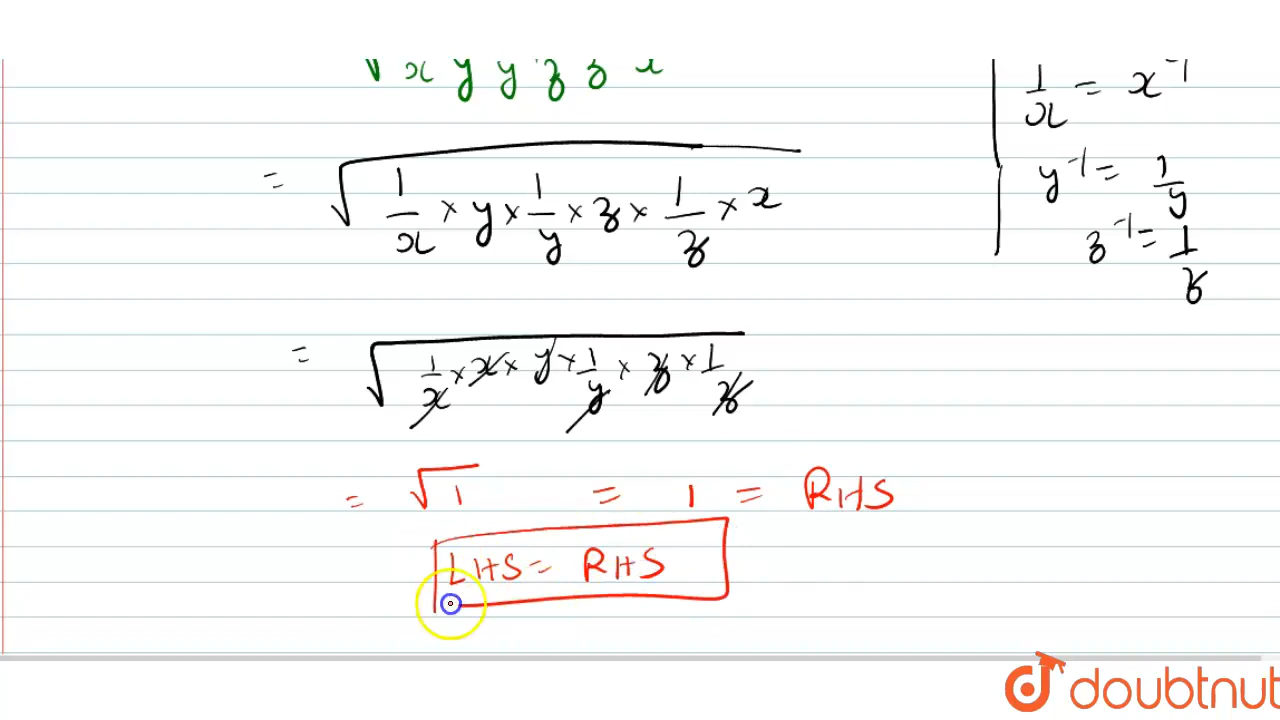 √x y y z z x
1/x = x⁻¹
= √(1/x × y × 1/y × z × 1/z × x)
y⁻¹ = 1/y
z⁻¹ = 1/z
= √(1/x × x × y × 1/y × z × 1/z)
= √1 = 1 = RHS
LHS = RHS
doubtnut